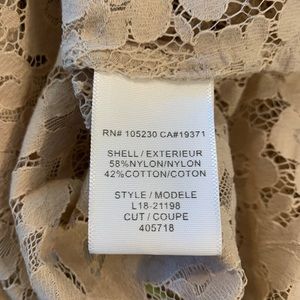 RN# 105230 CA#19371
SHELL / EXTERIEUR
58%NYLON/NYLON
42%COTTON/COTON
STYLE / MODELE
L18-21198
CUT / COUPE
405718